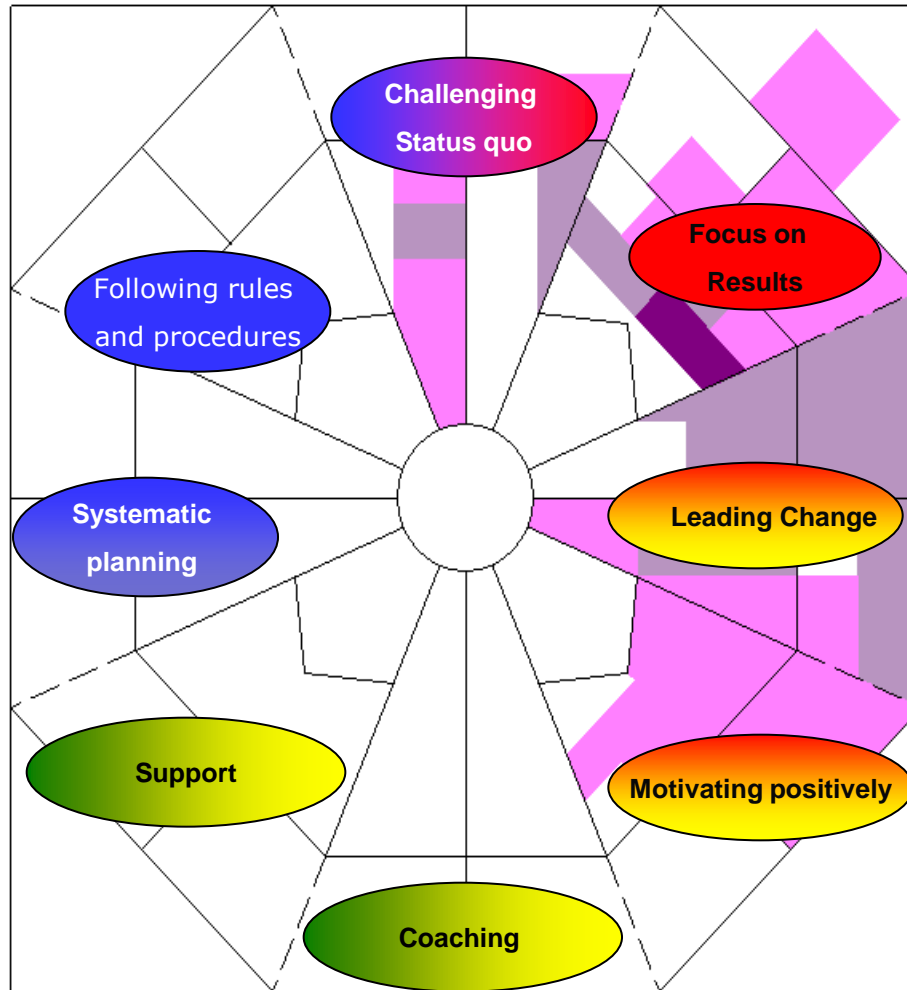 Challenging
Status quo
Focus on
Results
Following rules
and procedures
Systematic
planning
Leading Change
Support
Motivating positively
Coaching